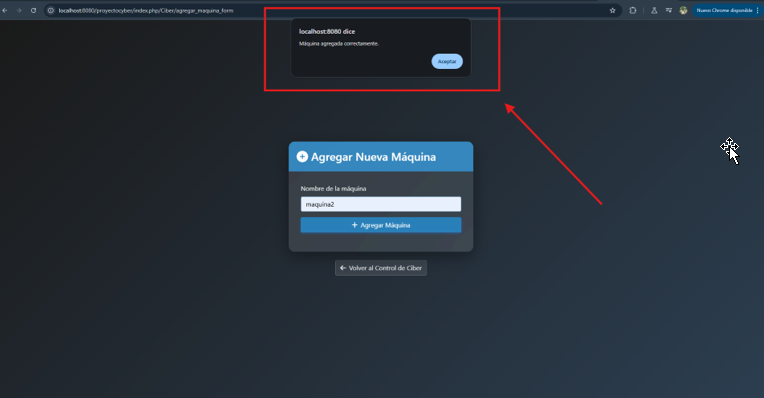 localhost:8080/proyectocyber/index.php/Ciber/agregar_maquina_form
Nuevo Chrome disponible
localhost:8080 dice
Máquina agregada correctamente.
Aceptar
Agregar Nueva Máquina
Nombre de la máquina
maquina2
+ Agregar Máquina
← Volver al Control de Ciber